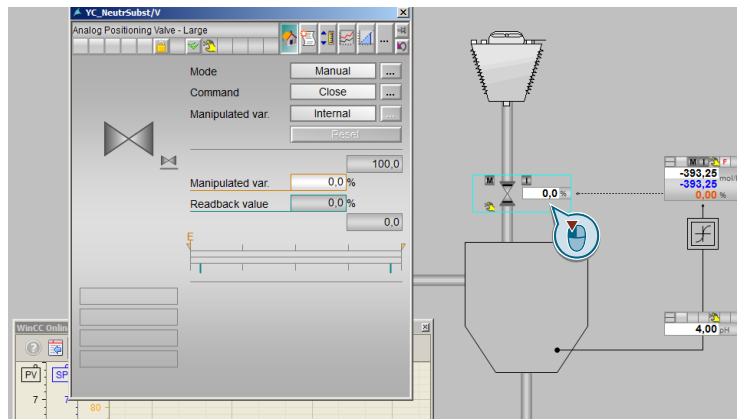 YC_NeutrSubst/V
Analog Positioning Valve - Large
...
Mode Manual ...
Command Close ...
Manipulated var. Internal ...
Reset
100,0
Manipulated var. 0,0 %
Readback value 0,0 %
0,0
E
M I
0,0 %
M I F
-393,25 mol/l
-393,25
0,00 %
4,00 pH
WinCC Onlin
PV SP
7 7 80